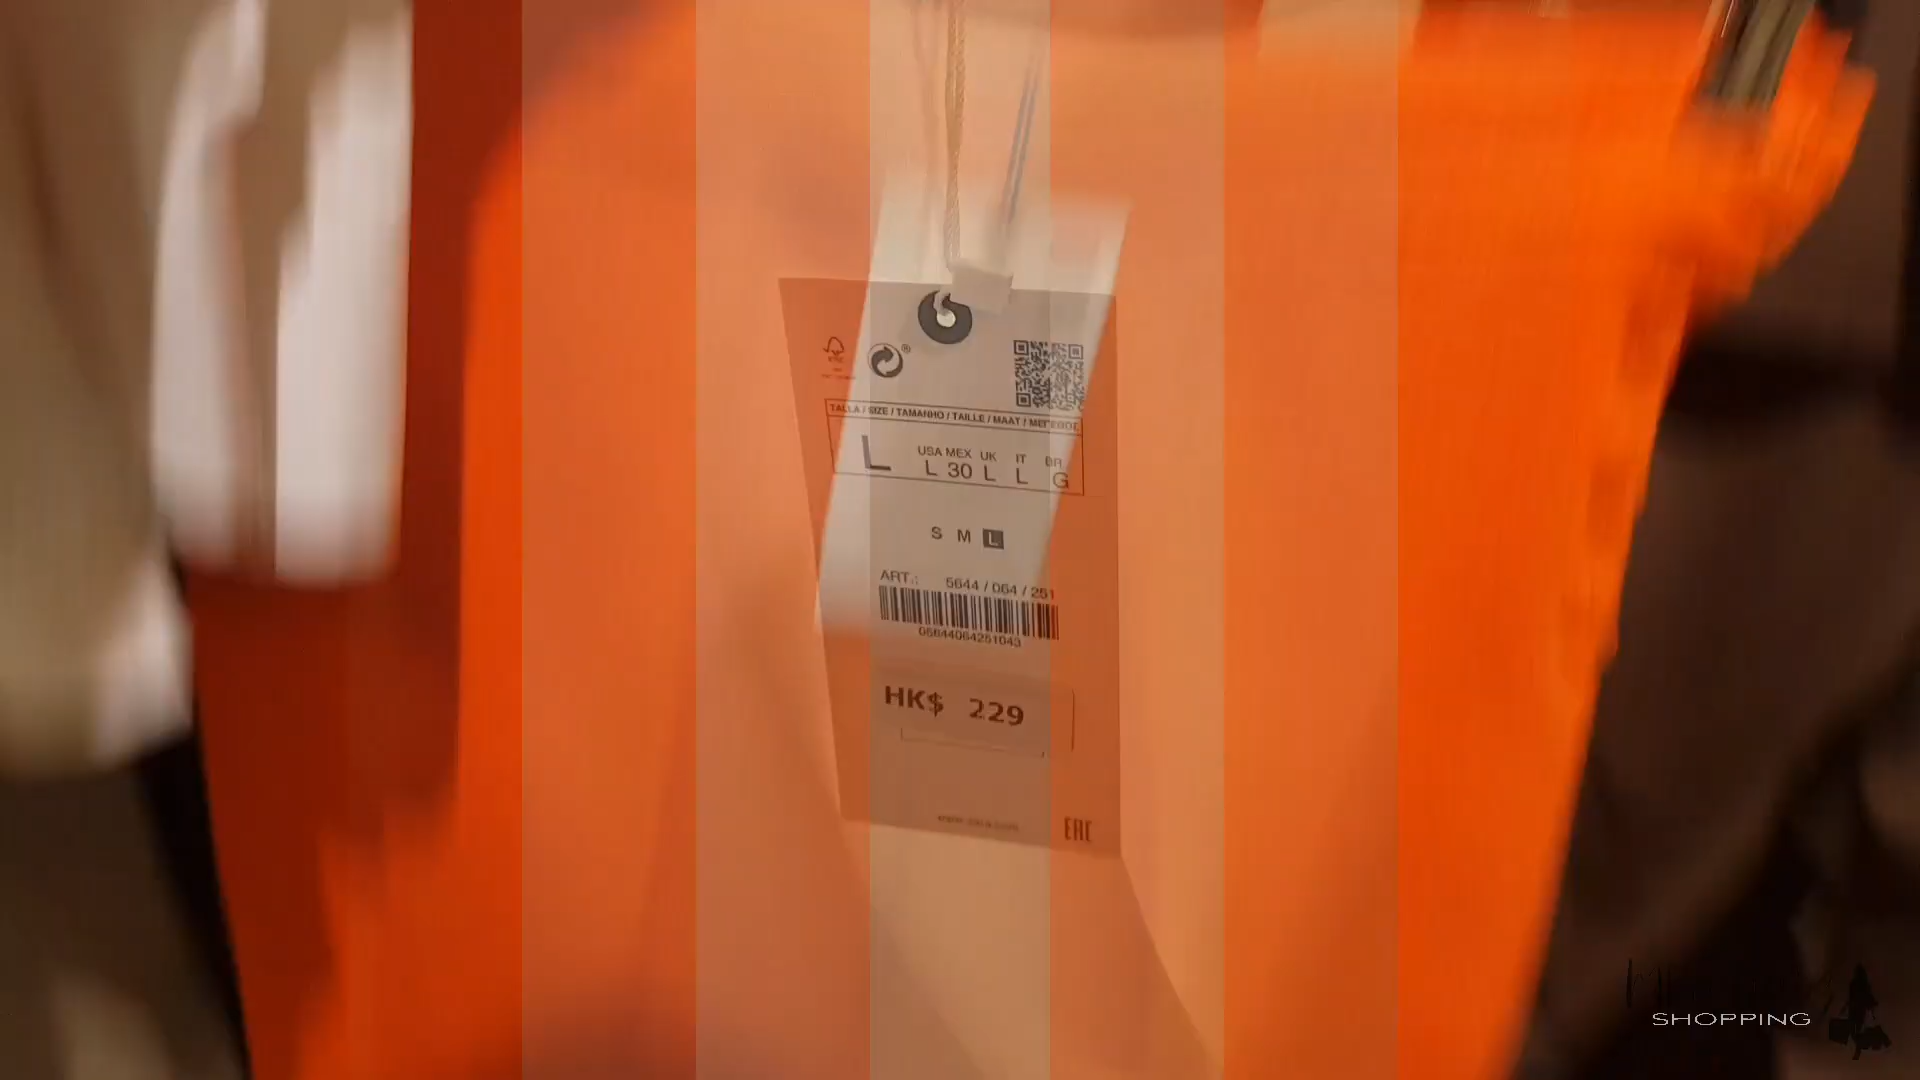 TALLA / SIZE / TAMANHO / TAILLE / MAAT /
L
USA MEX UK IT BR
L 30 L L G
S M L
ART.: 5644 / 064 / 251
05644064251043
HK$ 229
EAC
SHOPPING